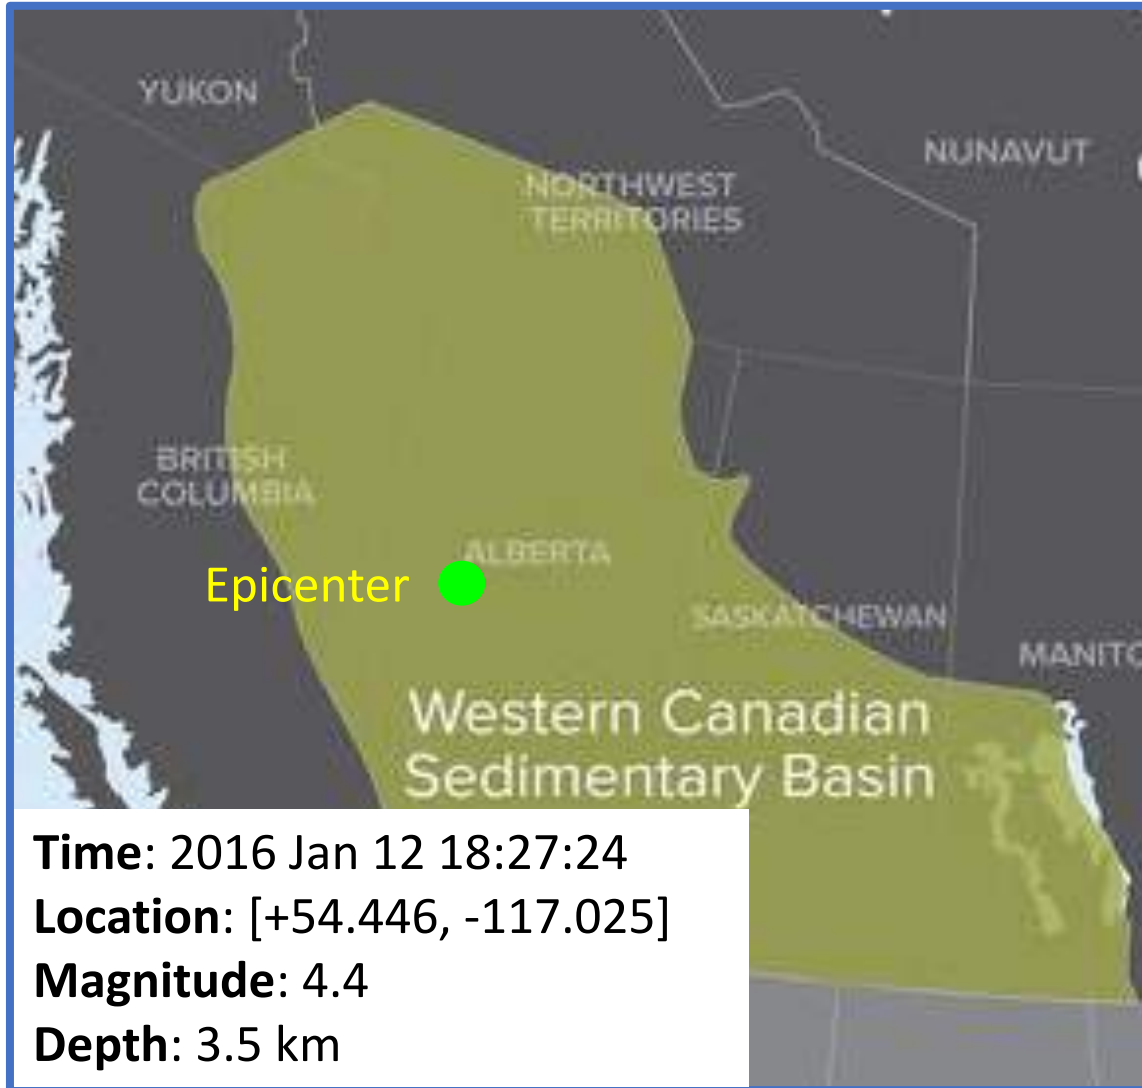 YUKON
NUNAVUT
NORTHWEST
TERRITORIES
BRITISH
COLUMBIA
ALBERTA
Epicenter
SASKATCHEWAN
MANITO
Western Canadian
Sedimentary Basin
Time: 2016 Jan 12 18:27:24
Location: [+54.446, -117.025]
Magnitude: 4.4
Depth: 3.5 km